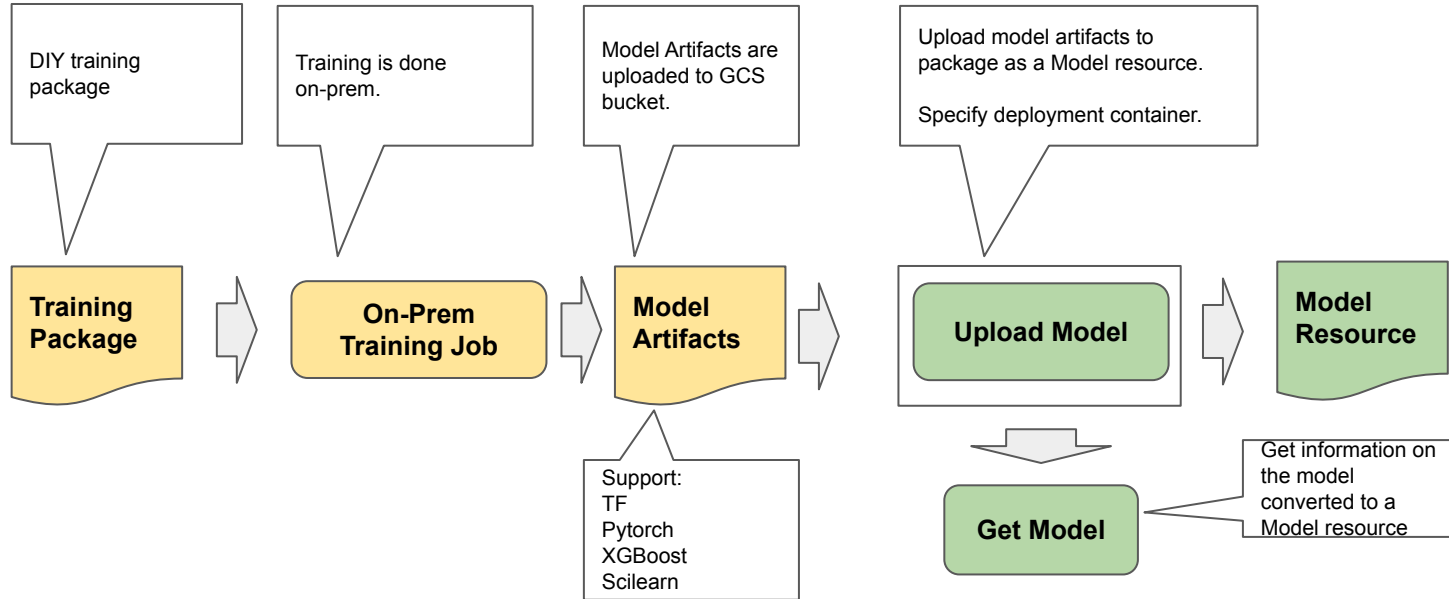 DIY training
package
Training is done
on-prem.
Model Artifacts are
uploaded to GCS
bucket.
Upload model artifacts to
package as a Model resource.
Specify deployment container.
Training
Package
On-Prem
Training Job
Model
Artifacts
Upload Model
Model
Resource
Support:
TF
Pytorch
XGBoost
Scilearn
Get Model
Get information on
the model
converted to a
Model resource